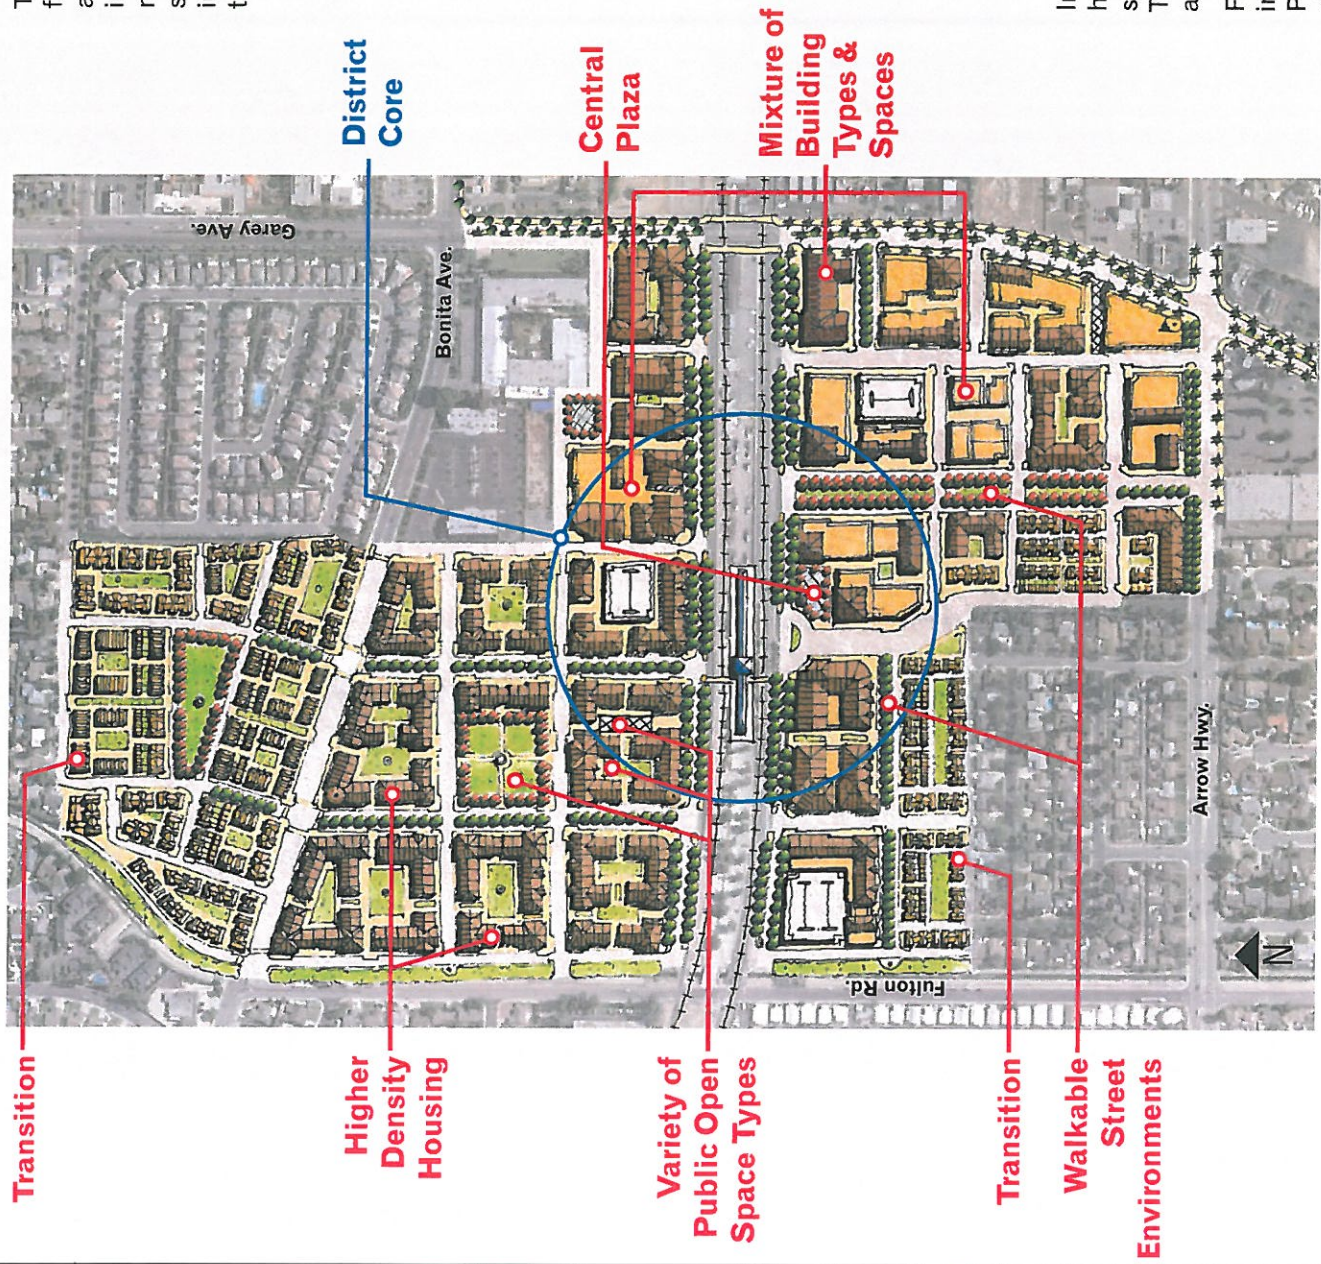 Transition
Higher
Density
Housing
Variety of
Public Open
Space Types
Transition
Walkable
Street
Environments
Garey Ave.
Bonita Ave.
Fulton Rd.
Arrow Hwy.
N
District
Core
Central
Plaza
Mixture of
Building
Types &
Spaces